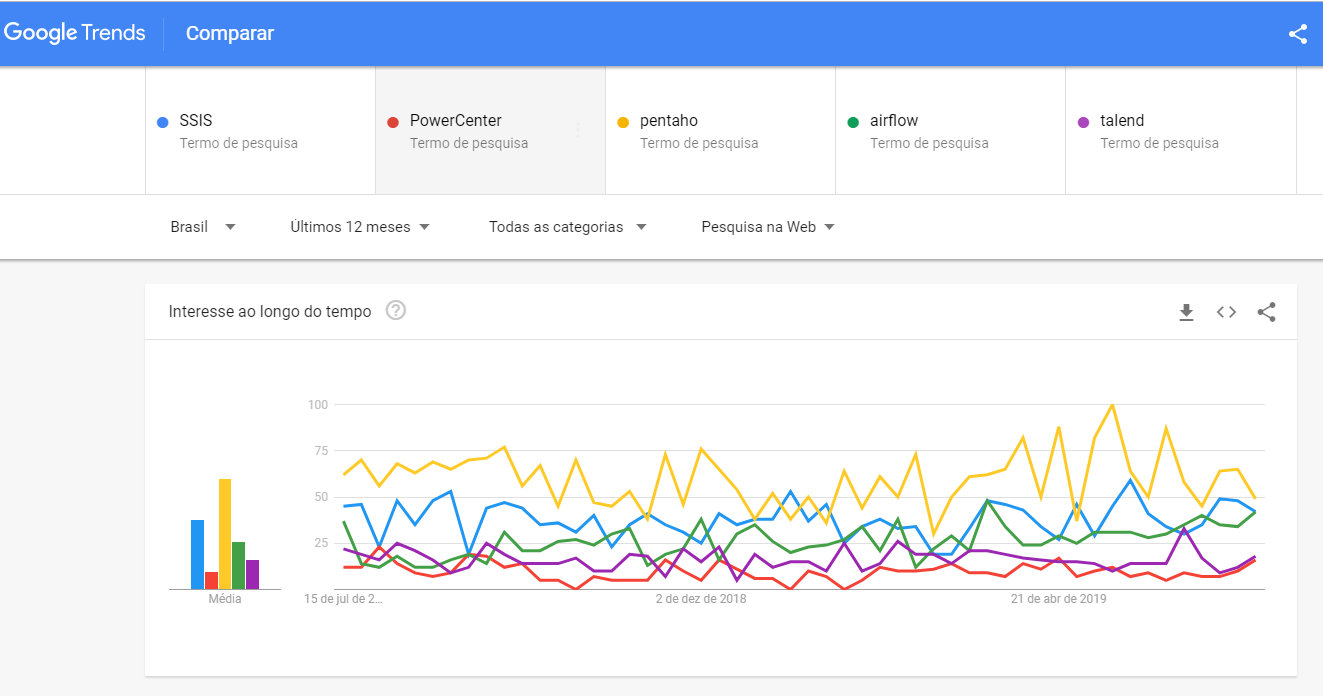 Google Trends Comparar
SSIS
Termo de pesquisa
PowerCenter
Termo de pesquisa
pentaho
Termo de pesquisa
airflow
Termo de pesquisa
talend
Termo de pesquisa
Brasil Últimos 12 meses Todas as categorias Pesquisa na Web
Interesse ao longo do tempo ?
100
75
50
25
Média 15 de jul de 2... 2 de dez de 2018 21 de abr de 2019